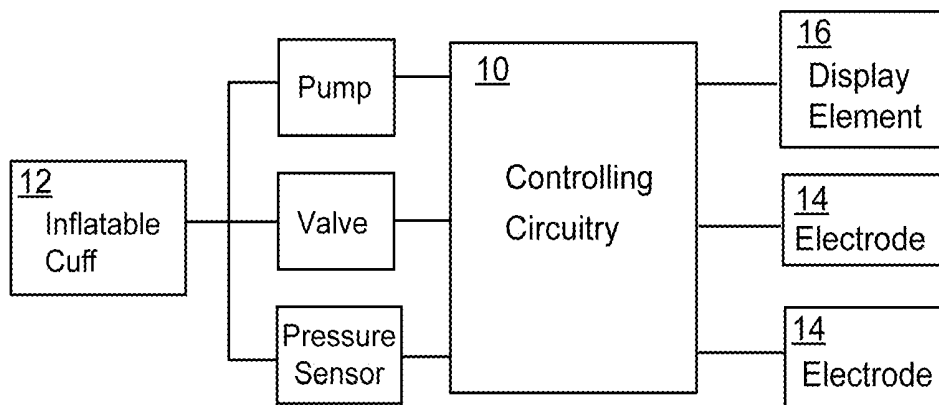 12
Inflatable
Cuff
Pump
Valve
Pressure
Sensor
10
Controlling
Circuitry
16
Display
Element
14
Electrode
14
Electrode